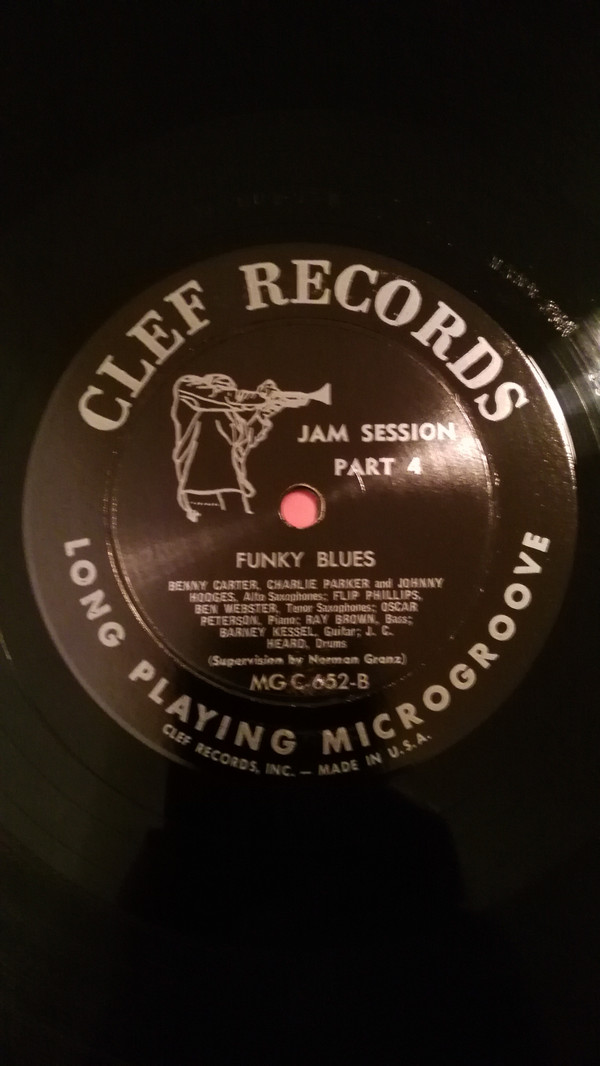 CLEF RECORDS
JAM SESSION
PART 4
FUNKY BLUES
BENNY CARTER, CHARLIE PARKER and JOHNNY
HODGES, Alto Saxophones; FLIP PHILLIPS,
BEN WEBSTER, Tenor Saxophones; OSCAR
PETERSON, Piano; RAY BROWN, Bass;
BARNEY KESSEL, Guitar; J. C.
HEARD, Drums
(Supervision by Norman Granz)
MG C-652-B
LONG PLAYING MICROGROOVE
CLEF RECORDS, INC. — MADE IN U.S.A.